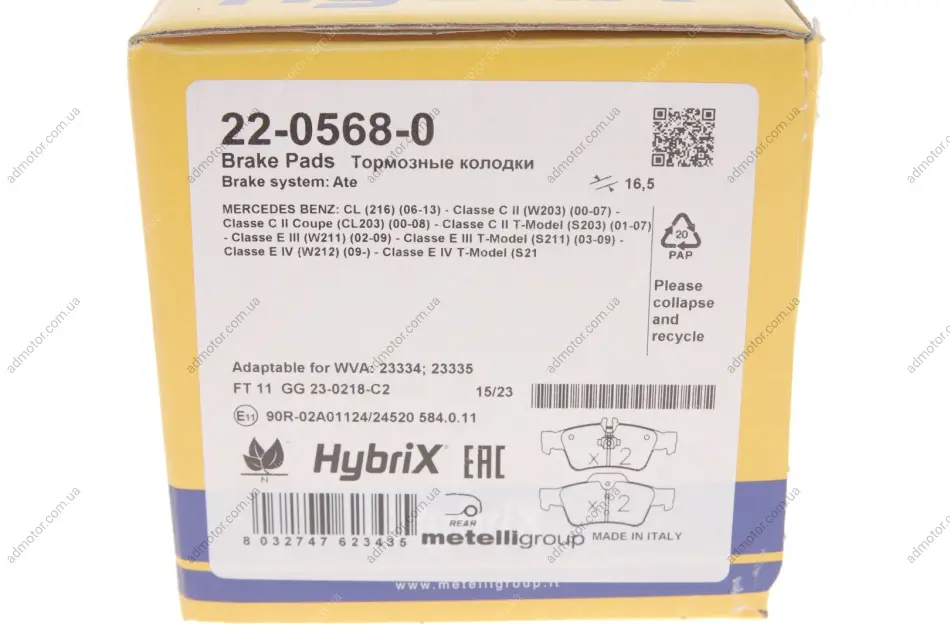 22-0568-0
Brake Pads Тормозные колодки
Brake system: Ate
16,5
MERCEDES BENZ: CL (216) (06-13) - Classe C II (W203) (00-07) -
Classe C II Coupe (CL203) (00-08) - Classe C II T-Model (S203) (01-07)
- Classe E III (W211) (02-09) - Classe E III T-Model (S211) (03-09) -
Classe E IV (W212) (09-) - Classe E IV T-Model (S21
20
PAP
Please
collapse
and
recycle
Adaptable for WVA: 23334; 23335
FT 11 GG 23-0218-C2
15/23
E11 90R-02A01124/24520 584.0.11
N
HybriX EAC
x 2
x 2
REAR
8 032747 623435
metelligroup
MADE IN ITALY
www.metelligroup.it
admotor.com.ua